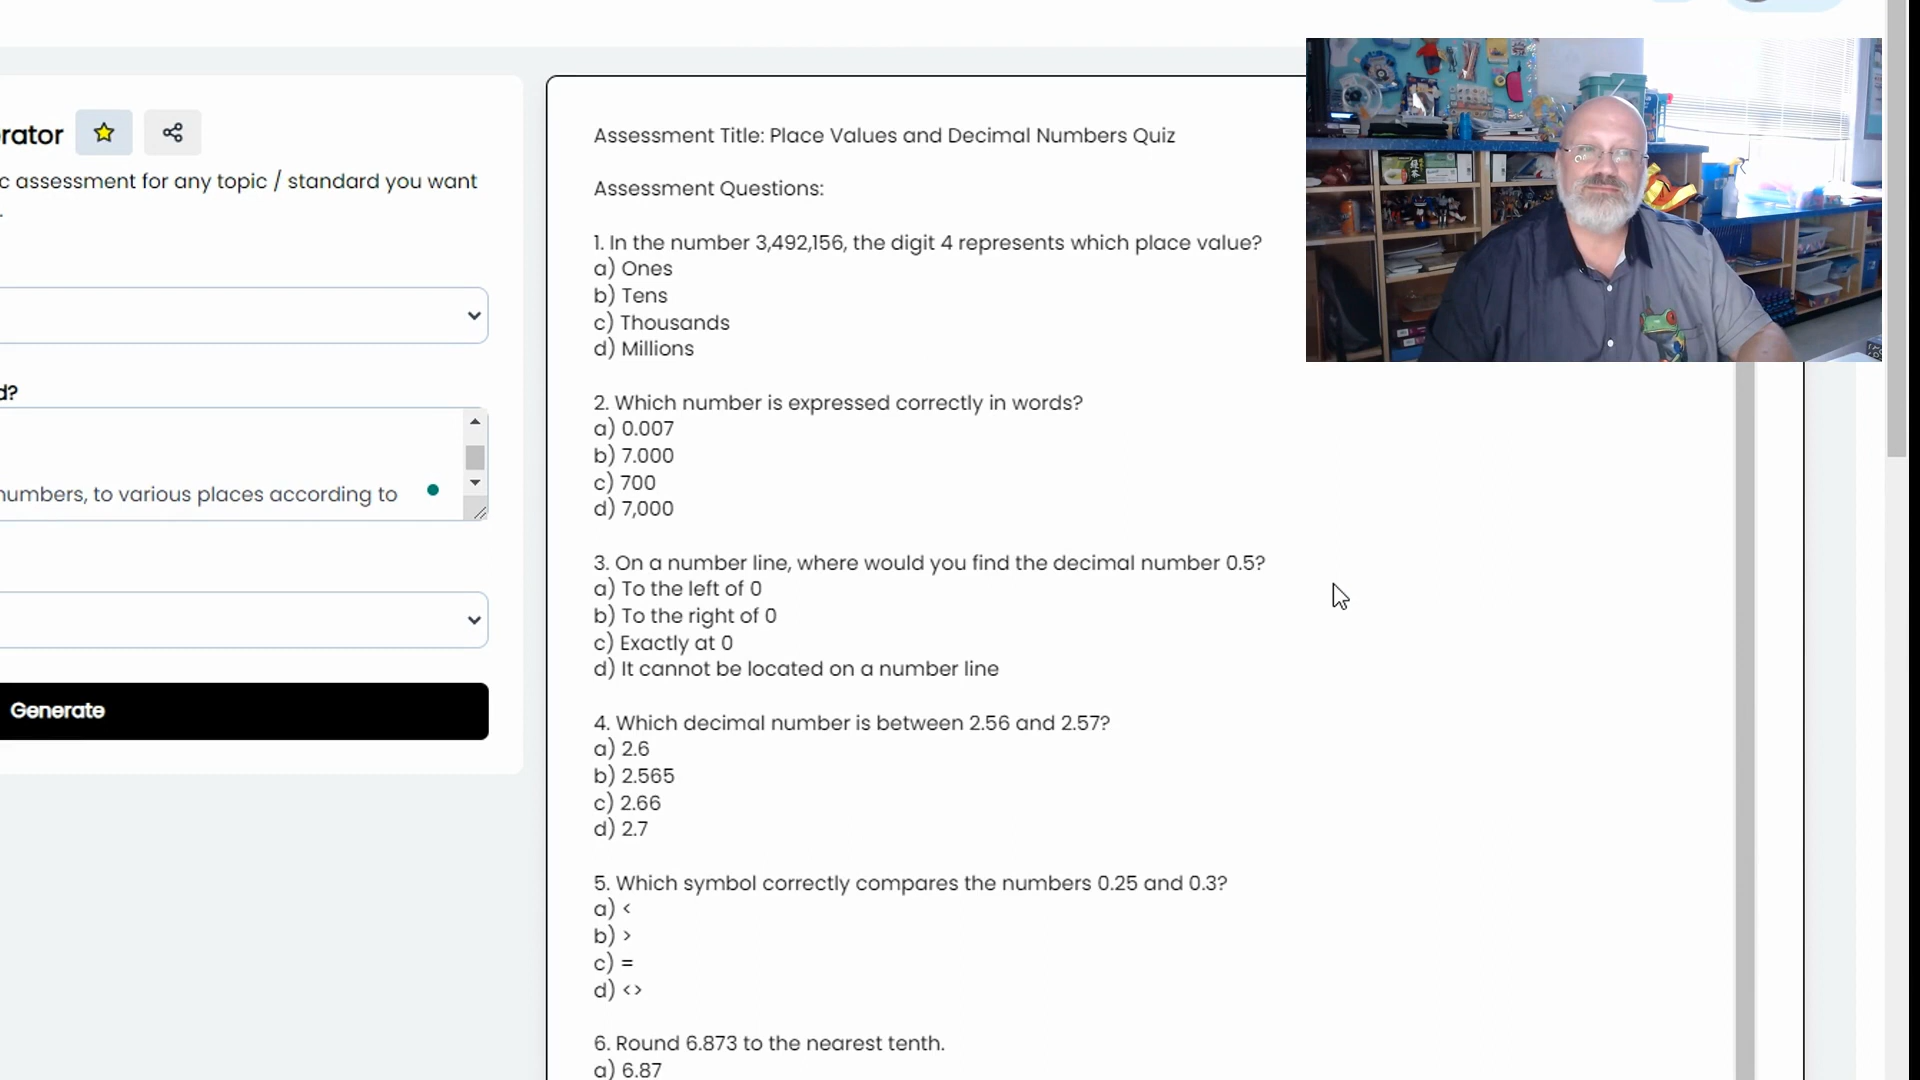 rator
c assessment for any topic / standard you want
.
d?
numbers, to various places according to
Generate
Assessment Title: Place Values and Decimal Numbers Quiz
Assessment Questions:
1. In the number 3,492,156, the digit 4 represents which place value?
a) Ones
b) Tens
c) Thousands
d) Millions
2. Which number is expressed correctly in words?
a) 0.007
b) 7.000
c) 700
d) 7,000
3. On a number line, where would you find the decimal number 0.5?
a) To the left of 0
b) To the right of 0
c) Exactly at 0
d) It cannot be located on a number line
4. Which decimal number is between 2.56 and 2.57?
a) 2.6
b) 2.565
c) 2.66
d) 2.7
5. Which symbol correctly compares the numbers 0.25 and 0.3?
a) <
b) >
c) =
d) <>
6. Round 6.873 to the nearest tenth.
a) 6.87